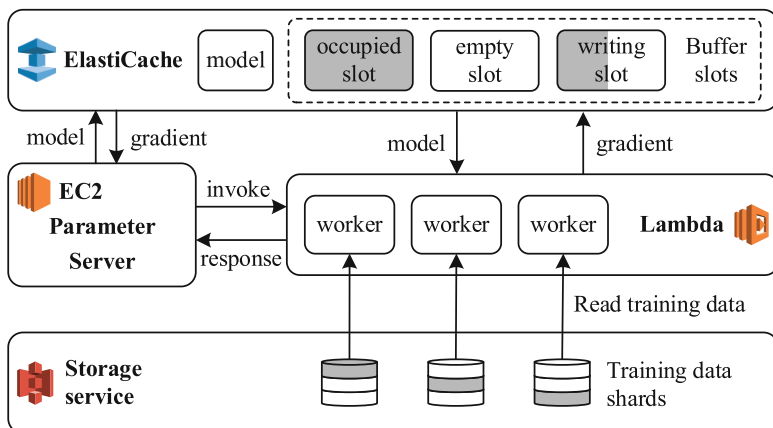 ElastiCache
model
occupied
slot
empty
slot
writing
slot
Buffer
slots
model
gradient
model
gradient
EC2
Parameter
Server
invoke
response
worker
worker
worker
Lambda
Read training data
Storage
service
Training data
shards